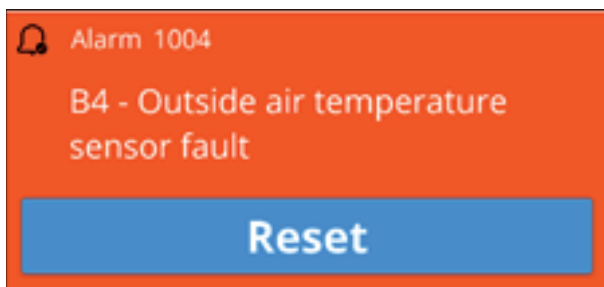 Alarm 1004
B4 - Outside air temperature
sensor fault
Reset